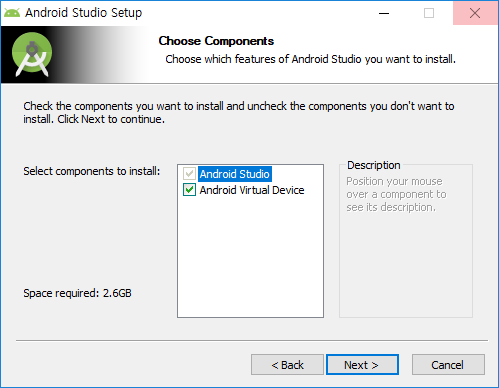 Android Studio Setup
Choose Components
Choose which features of Android Studio you want to install.
Check the components you want to install and uncheck the components you don't want to
install. Click Next to continue.
Select components to install:
Android Studio
Android Virtual Device
Description
Position your mouse
over a component to
see its description.
Space required: 2.6GB
< Back
Next >
Cancel